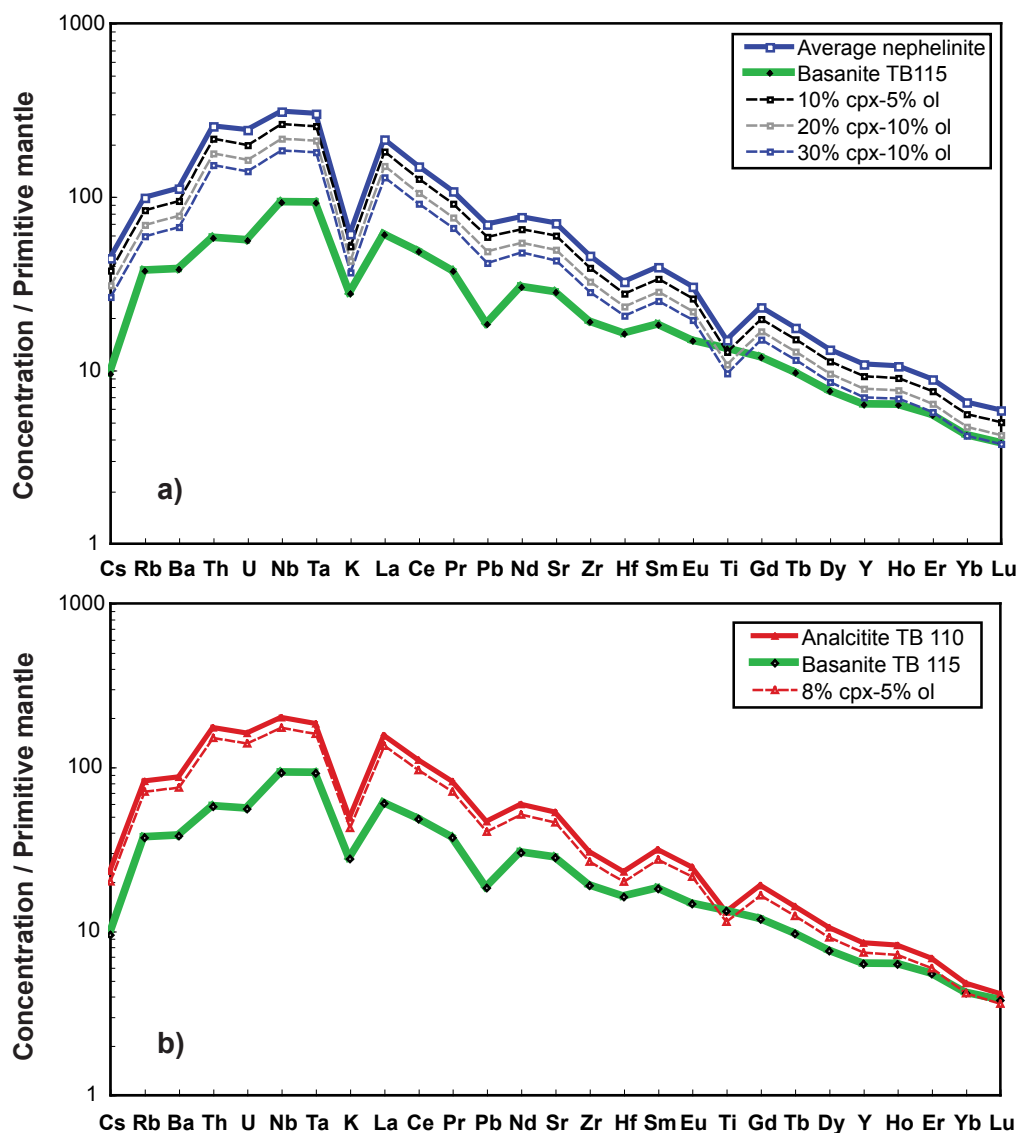 1000
100
10
1
Concentration / Primitive mantle
Average nephelinite
Basanite TB115
10% cpx-5% ol
20% cpx-10% ol
30% cpx-10% ol
a)
Cs Rb Ba Th U Nb Ta K La Ce Pr Pb Nd Sr Zr Hf Sm Eu Ti Gd Tb Dy Y Ho Er Yb Lu
1000
100
10
1
Concentration / Primitive mantle
Analcitite TB 110
Basanite TB 115
8% cpx-5% ol
b)
Cs Rb Ba Th U Nb Ta K La Ce Pr Pb Nd Sr Zr Hf Sm Eu Ti Gd Tb Dy Y Ho Er Yb Lu